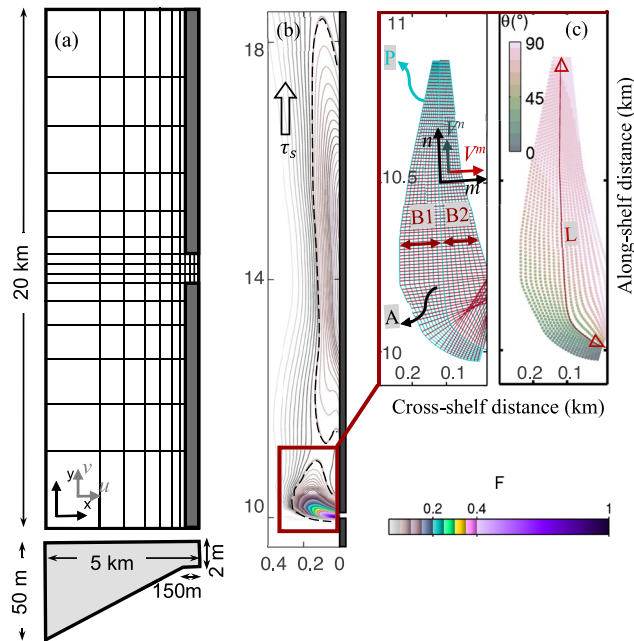 (a)
20 km
y
v
u
x
5 km
50 m
2 m
150m
(b)
18
τs
14
10
0.4 0.2 0
11
P
n
Vm
m
10.5
B1 B2
A
10
0.2 0.1
(c)
θ(°)
90
45
0
L
0.2 0.1
Along-shelf distance (km)
Cross-shelf distance (km)
F
0.2 0.4 1